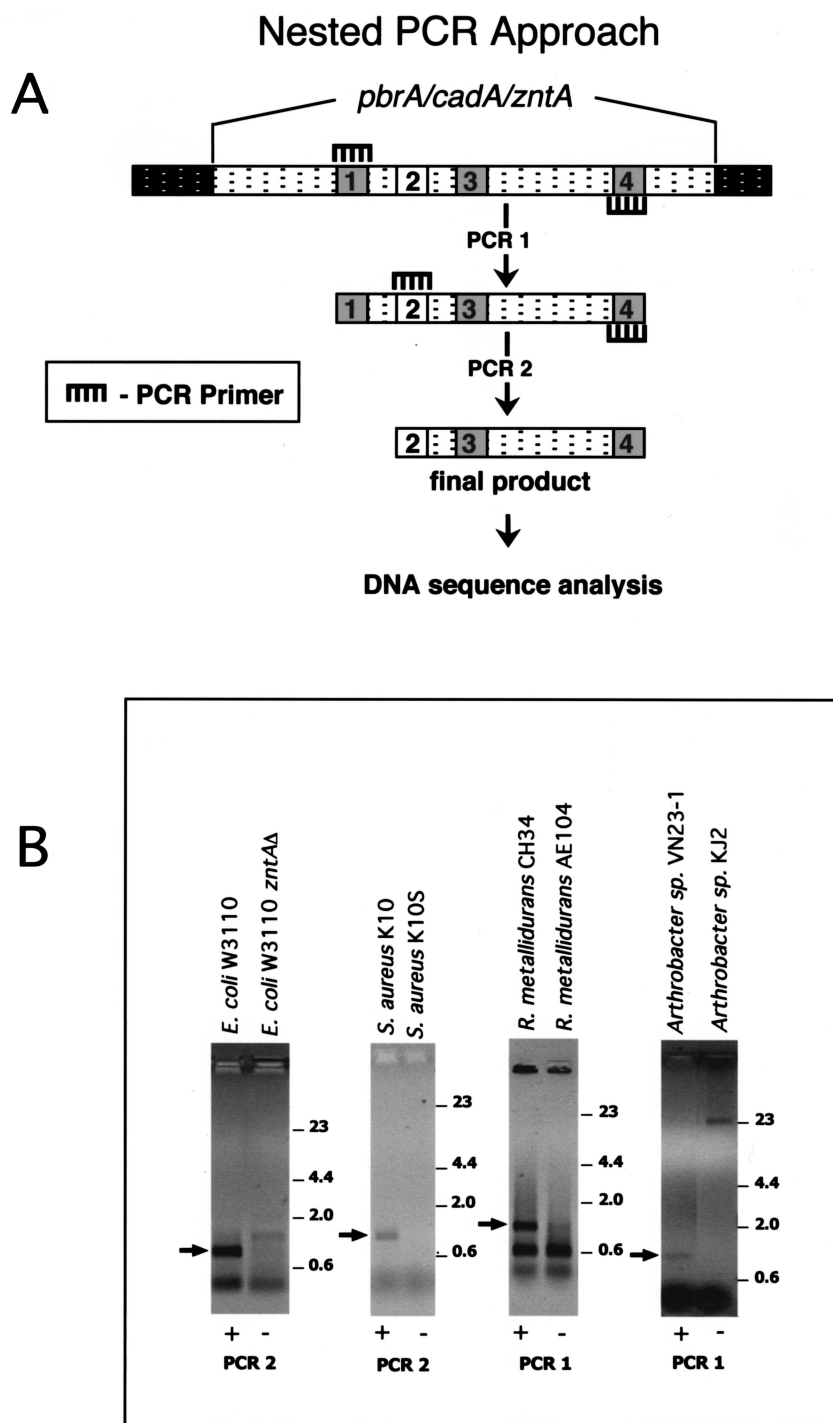 Nested PCR Approach
A
pbrA/cadA/zntA
1 2 3 4
PCR 1
1 2 3 4
PCR 2
- PCR Primer
2 3 4
final product
DNA sequence analysis
B
E. coli W3110
E. coli W3110 zntAΔ
S. aureus K10
S. aureus K10S
R. metallidurans CH34
R. metallidurans AE104
Arthrobacter sp. VN23-1
Arthrobacter sp. KJ2
23
4.4
2.0
0.6
23
4.4
2.0
0.6
23
4.4
2.0
0.6
23
4.4
2.0
0.6
+ - + - + - + -
PCR 2 PCR 2 PCR 1 PCR 1